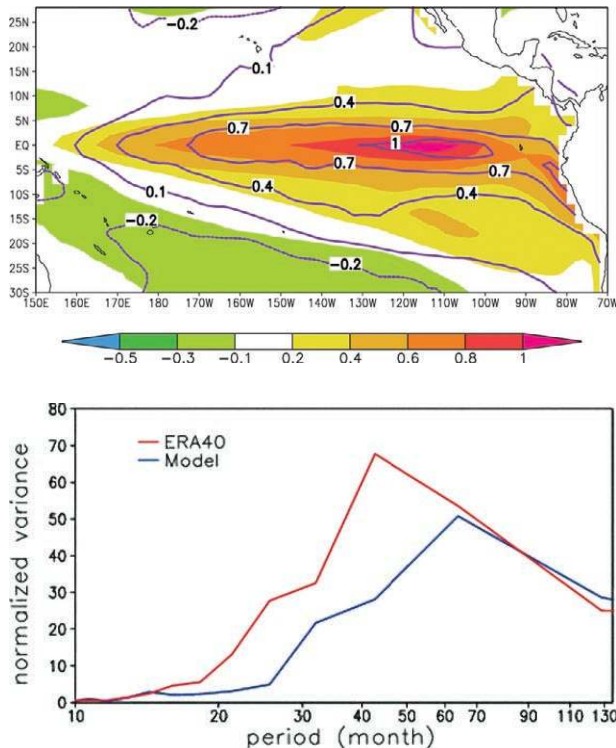 25N
20N
15N
10N
5N
EQ
5S
10S
15S
20S
25S
30S
-0.2
0.1
0.4
0.7
0.7
1
0.7
0.7
0.1
0.4
0.4
-0.2
-0.2
150E 160E 170E 180 170W 160W 150W 140W 130W 120W 110W 100W 90W 80W 70W
-0.5 -0.3 -0.1 0.2 0.4 0.6 0.8 1
80
70
60
50
40
30
20
10
0
normalized variance
ERA40
Model
10 20 30 40 50 60 70 90 110 130
period (month)